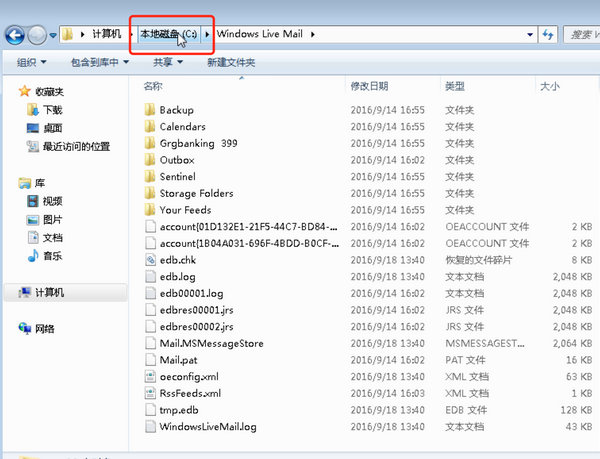 计算机 本地磁盘 (C:) Windows Live Mail 搜索 W
组织 包含到库中 共享 新建文件夹
名称 修改日期 类型 大小
收藏夹
下载
桌面
最近访问的位置
库
视频
图片
文档
音乐
计算机
网络
Backup 2016/9/14 16:55 文件夹
Calendars 2016/9/14 16:55 文件夹
Grgbanking 399 2016/9/14 16:55 文件夹
Outbox 2016/9/14 16:02 文件夹
Sentinel 2016/9/14 16:55 文件夹
Storage Folders 2016/9/14 16:55 文件夹
Your Feeds 2016/9/14 16:55 文件夹
account{01D132E1-21F5-44C7-BD84-... 2016/9/14 16:02 OEACCOUNT 文件 2 KB
account{1B04A031-696F-4BDD-B0CF-... 2016/9/14 16:02 OEACCOUNT 文件 2 KB
edb.chk 2016/9/18 13:40 恢复的文件碎片 8 KB
edb.log 2016/9/18 13:40 文本文档 2,048 KB
edb00001.log 2016/9/14 16:02 文本文档 2,048 KB
edbres00001.jrs 2016/9/14 16:02 JRS 文件 2,048 KB
edbres00002.jrs 2016/9/14 16:02 JRS 文件 2,048 KB
Mail.MSMessageStore 2016/9/18 13:40 MSMESSAGEST... 2,064 KB
Mail.pat 2016/9/14 16:02 PAT 文件 16 KB
oeconfig.xml 2016/9/18 13:40 XML 文档 63 KB
RssFeeds.xml 2016/9/14 16:03 XML 文档 1 KB
tmp.edb 2016/9/18 13:40 EDB 文件 128 KB
WindowsLiveMail.log 2016/9/18 13:40 文本文档 43 KB